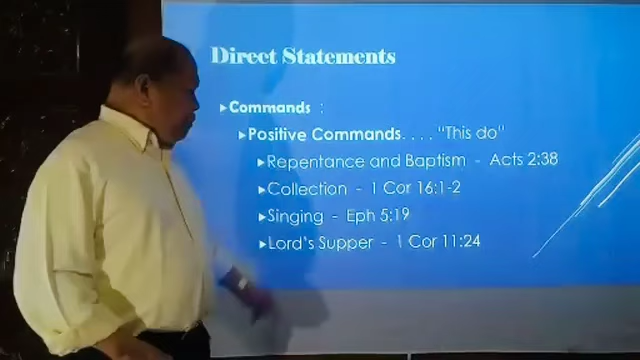 Direct Statements
▸Commands :
▸Positive Commands. . . . "This do"
▸Repentance and Baptism - Acts 2:38
▸Collection - 1 Cor 16:1-2
▸Singing - Eph 5:19
▸Lord's Supper - 1 Cor 11:24